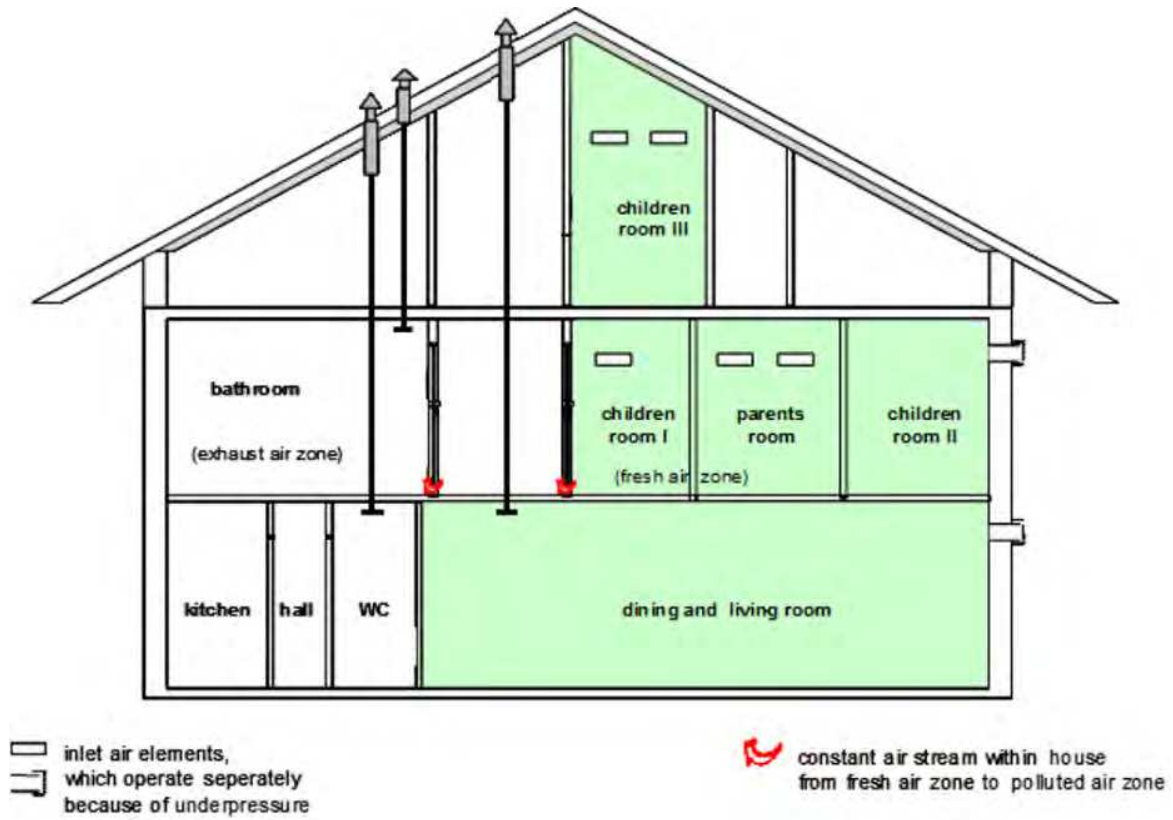 children
room III
bathroom
(exhaust air zone)
children
room I
parents
room
children
room II
(fresh air zone)
kitchen
hall
WC
dining and living room
inlet air elements,
which operate seperately
because of underpressure
constant air stream within house
from fresh air zone to polluted air zone